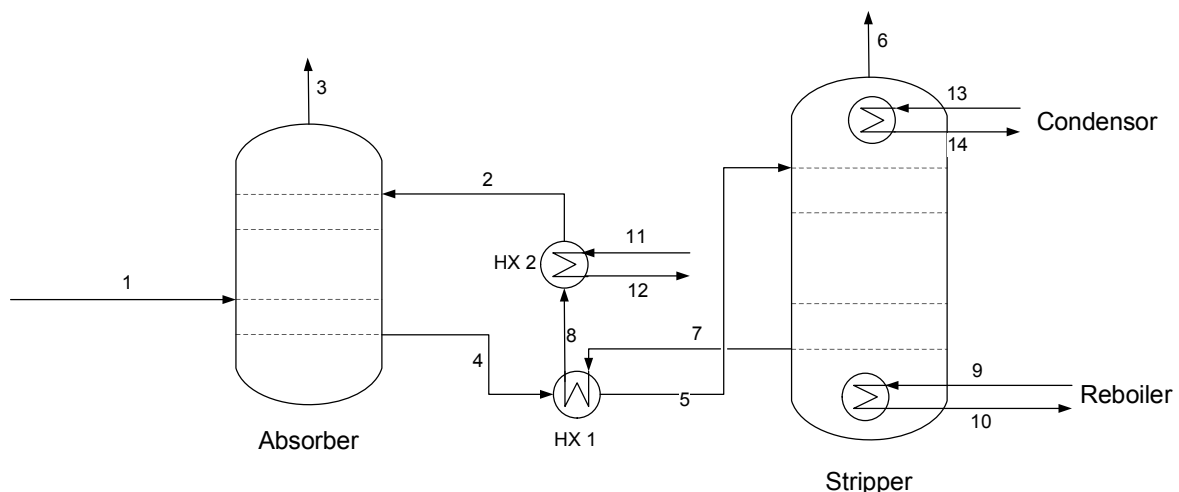 6
3
13
Condensor
14
2
11
HX 2
12
1
8
7
4
9
5
Reboiler
10
HX 1
Absorber
Stripper